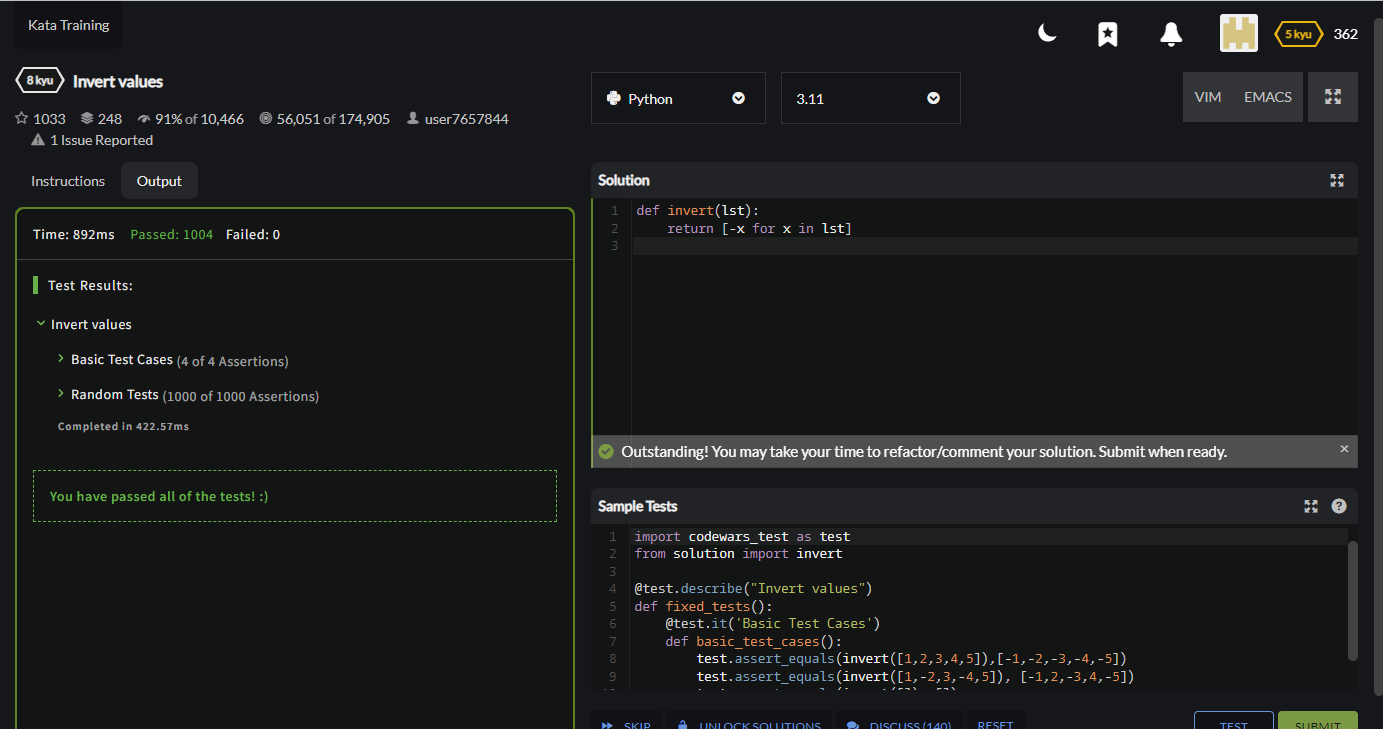 Kata Training
5 kyu 362
8 kyu Invert values
1033 248 91% of 10,466 56,051 of 174,905 user7657844
1 Issue Reported
Python 3.11 VIM EMACS
Instructions Output
Time: 892ms Passed: 1004 Failed: 0
Test Results:
Invert values
Basic Test Cases (4 of 4 Assertions)
Random Tests (1000 of 1000 Assertions)
Completed in 422.57ms
You have passed all of the tests! :)
Solution
1 def invert(lst):
2 return [-x for x in lst]
3
Outstanding! You may take your time to refactor/comment your solution. Submit when ready. ×
Sample Tests ?
1 import codewars_test as test
2 from solution import invert
3
4 @test.describe("Invert values")
5 def fixed_tests():
6 @test.it('Basic Test Cases')
7 def basic_test_cases():
8 test.assert_equals(invert([1,2,3,4,5]),[-1,-2,-3,-4,-5])
9 test.assert_equals(invert([1,-2,3,-4,5]), [-1,2,-3,4,-5])
SKIP UNLOCK SOLUTIONS DISCUSS (140) RESET TEST SUBMIT